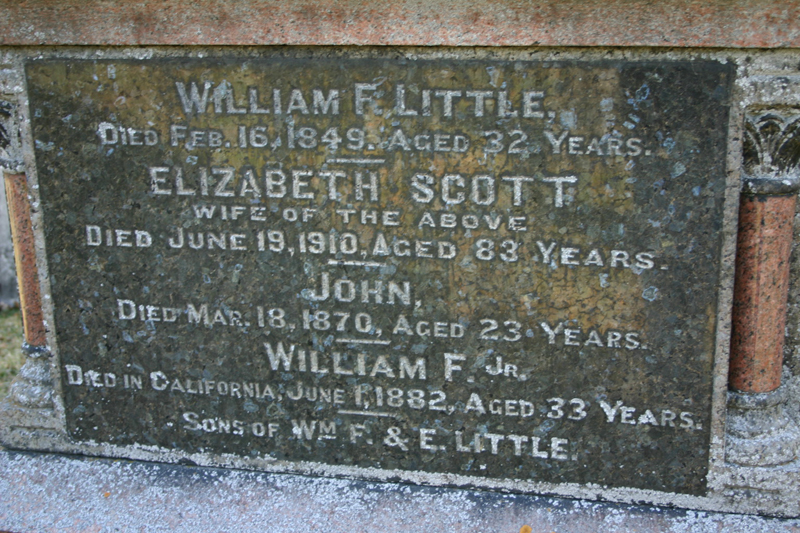 WILLIAM F. LITTLE,
DIED FEB. 16, 1849. AGED 32 YEARS.
ELIZABETH SCOTT
WIFE OF THE ABOVE
DIED JUNE 19, 1910, AGED 83 YEARS.
JOHN,
DIED MAR. 18, 1870, AGED 23 YEARS.
WILLIAM F. JR.
DIED IN CALIFORNIA, JUNE 1, 1882, AGED 33 YEARS.
SONS OF WM F. & E. LITTLE.